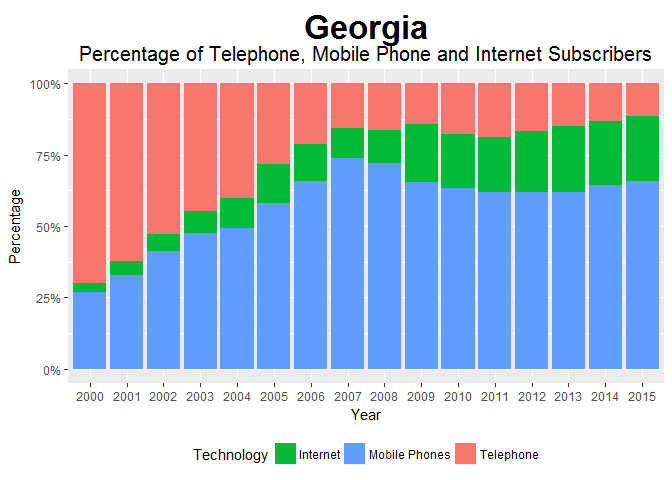 Georgia
Percentage of Telephone, Mobile Phone and Internet Subscribers
100%
75%
50%
25%
0%
Percentage
2000 2001 2002 2003 2004 2005 2006 2007 2008 2009 2010 2011 2012 2013 2014 2015
Year
Technology Internet Mobile Phones Telephone